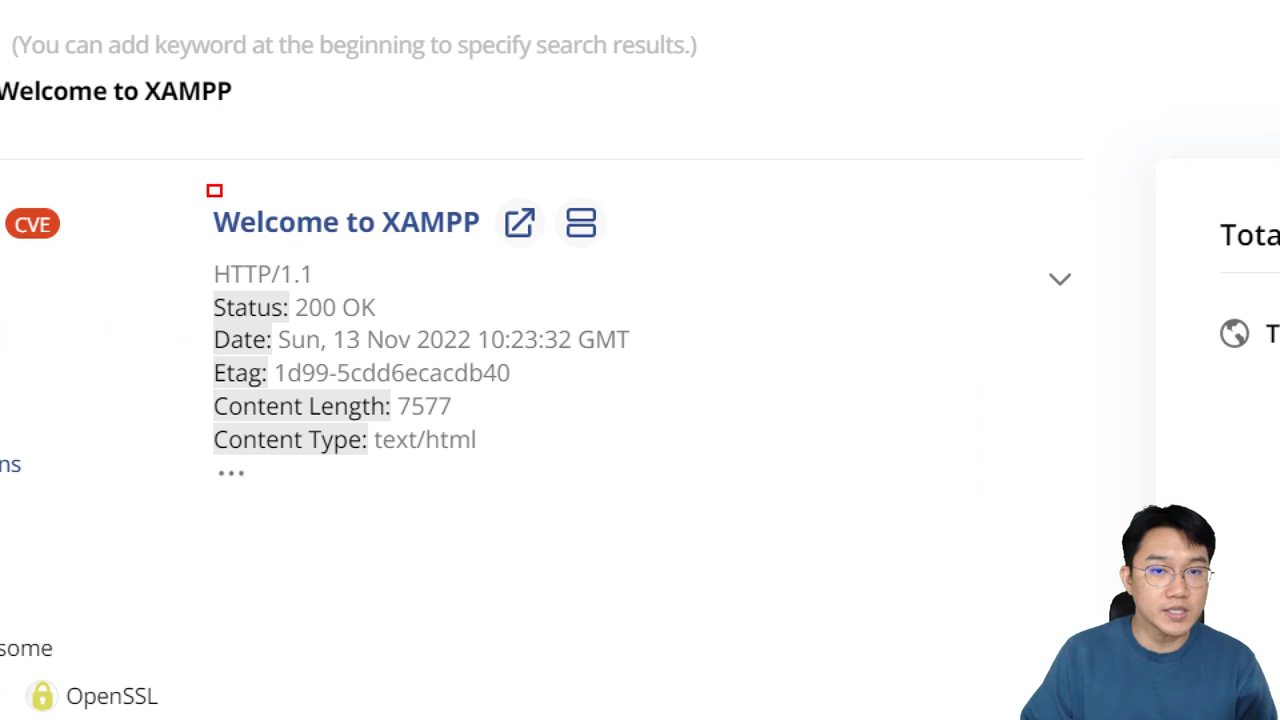 (You can add keyword at the beginning to specify search results.)
Welcome to XAMPP
CVE
Welcome to XAMPP
HTTP/1.1
Status: 200 OK
Date: Sun, 13 Nov 2022 10:23:32 GMT
Etag: 1d99-5cdd6ecacdb40
Content Length: 7577
Content Type: text/html
...
ns
some
OpenSSL
Tota
T